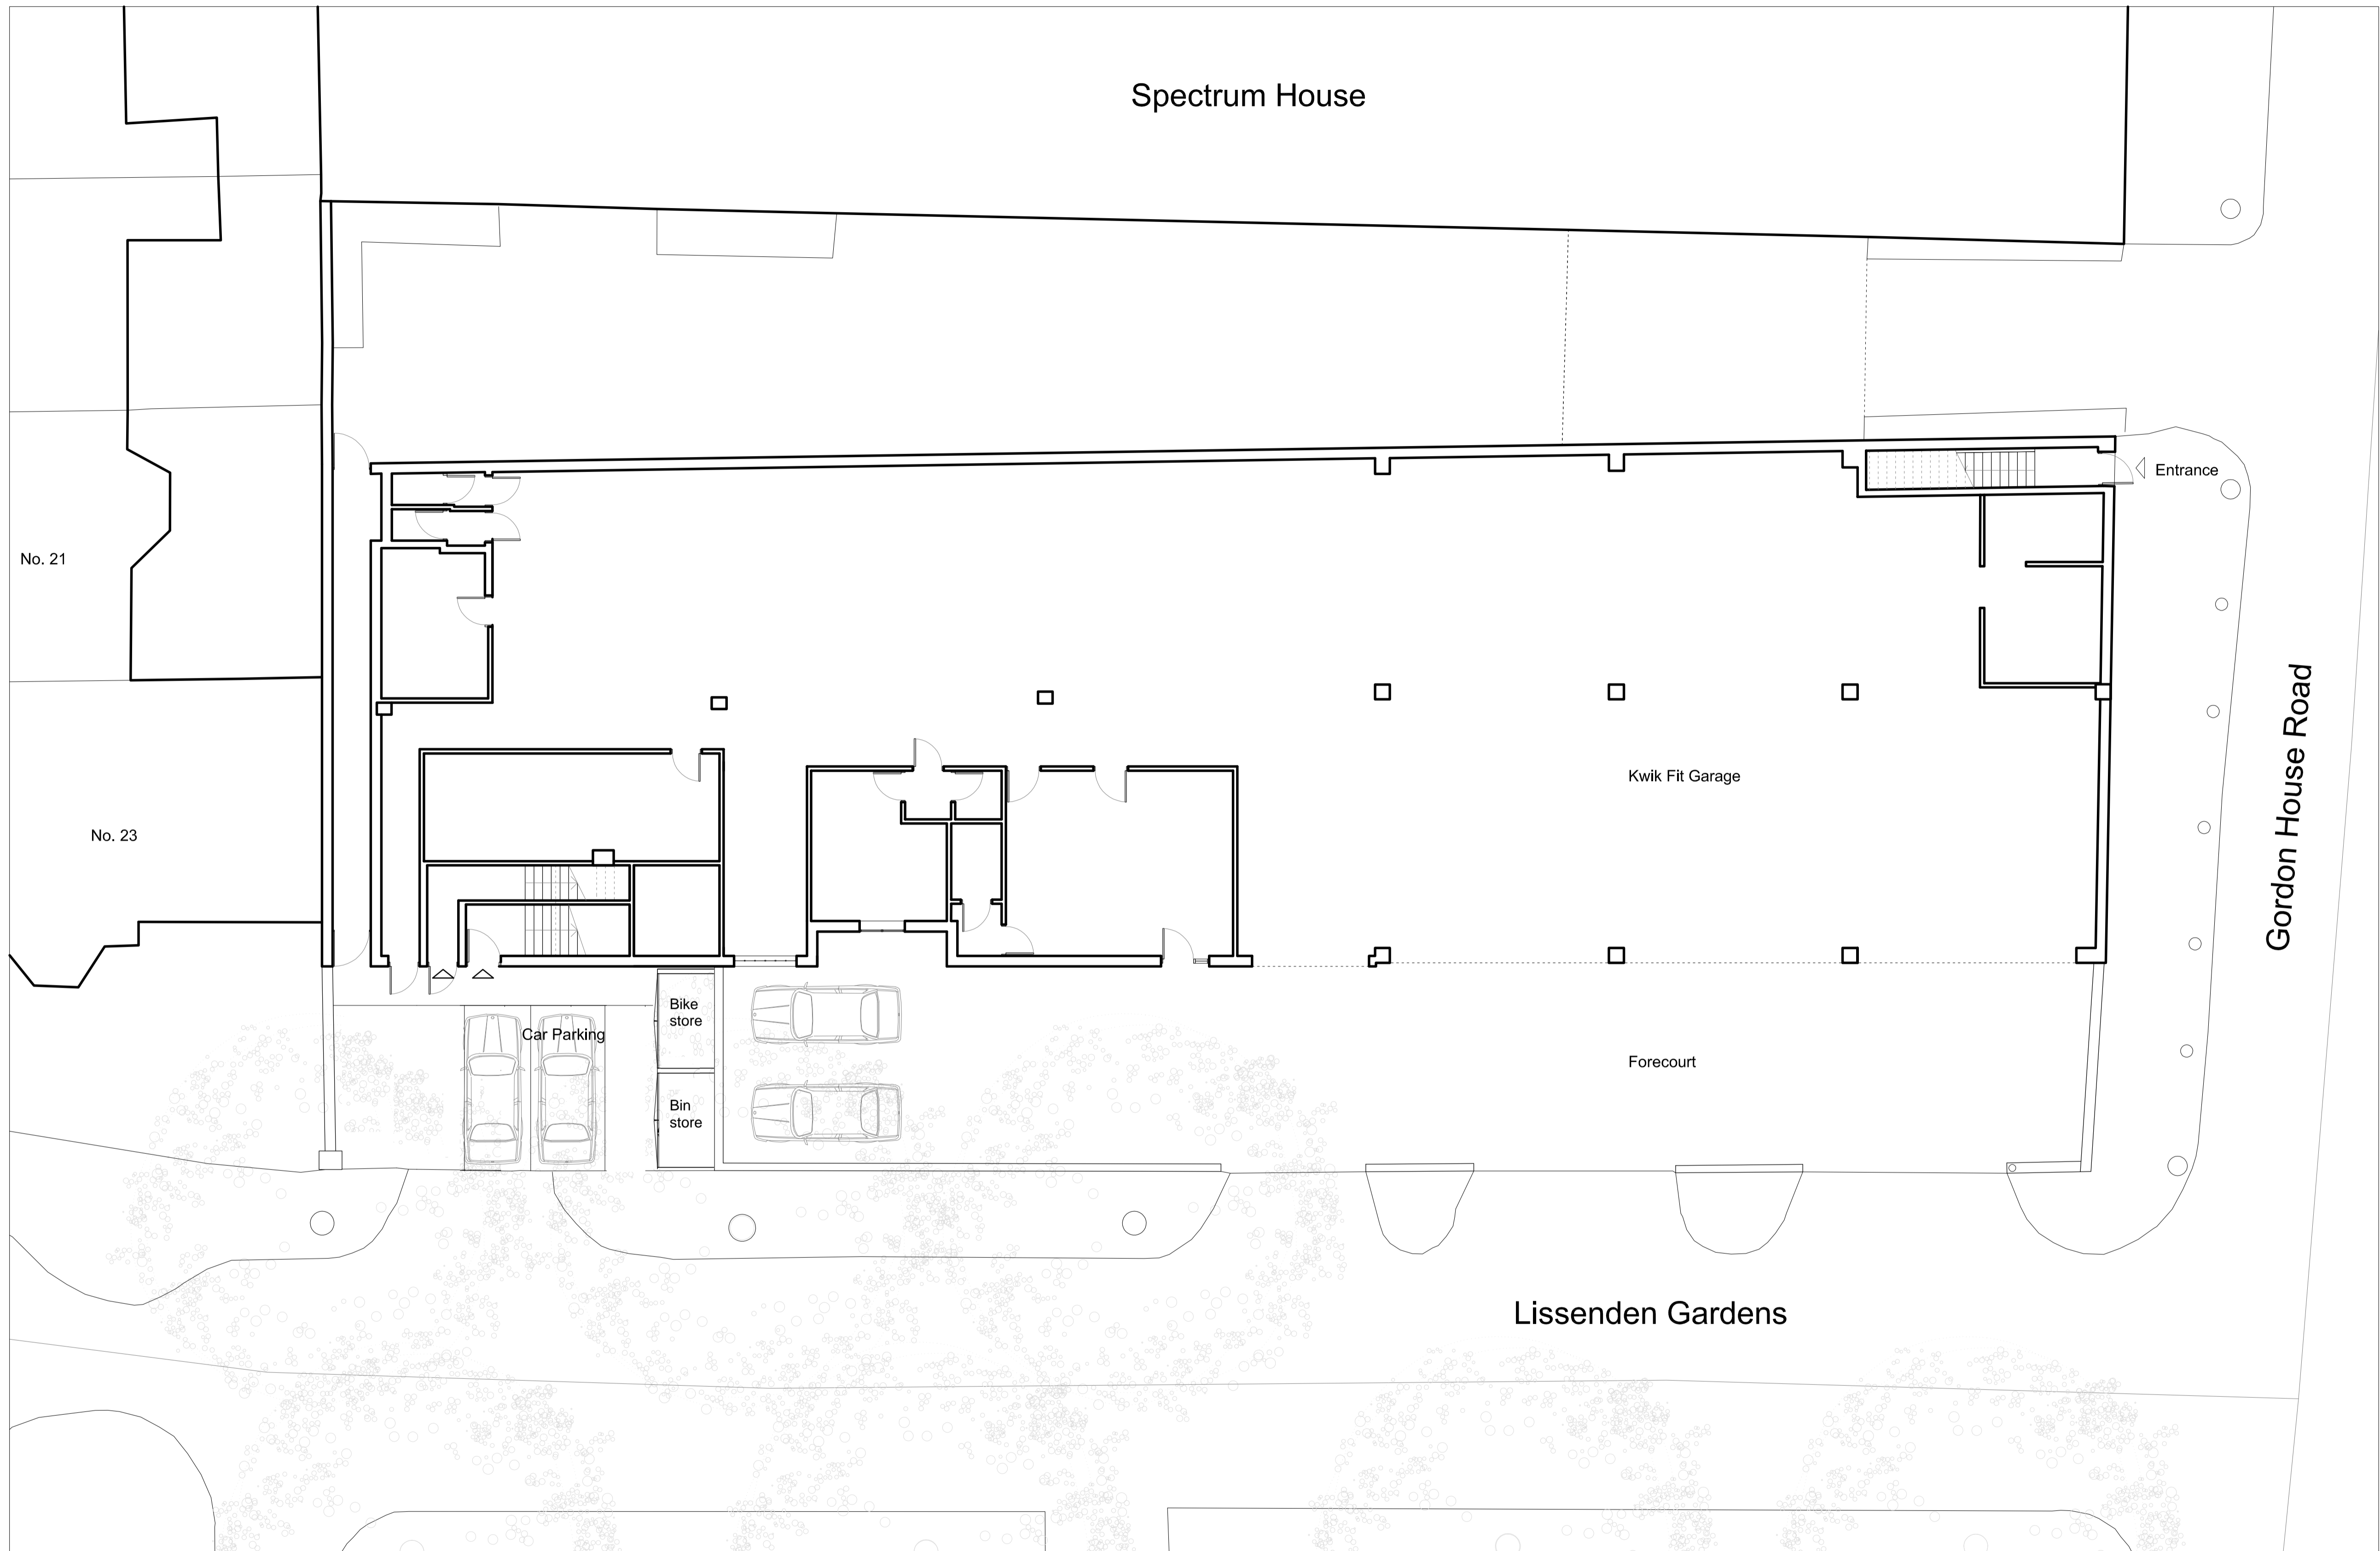 Spectrum House
Entrance
No. 21
Gordon House Road
Kwik Fit Garage
No. 23
Bike
store
Car Parking
Forecourt
Bin
store
Lissenden Gardens